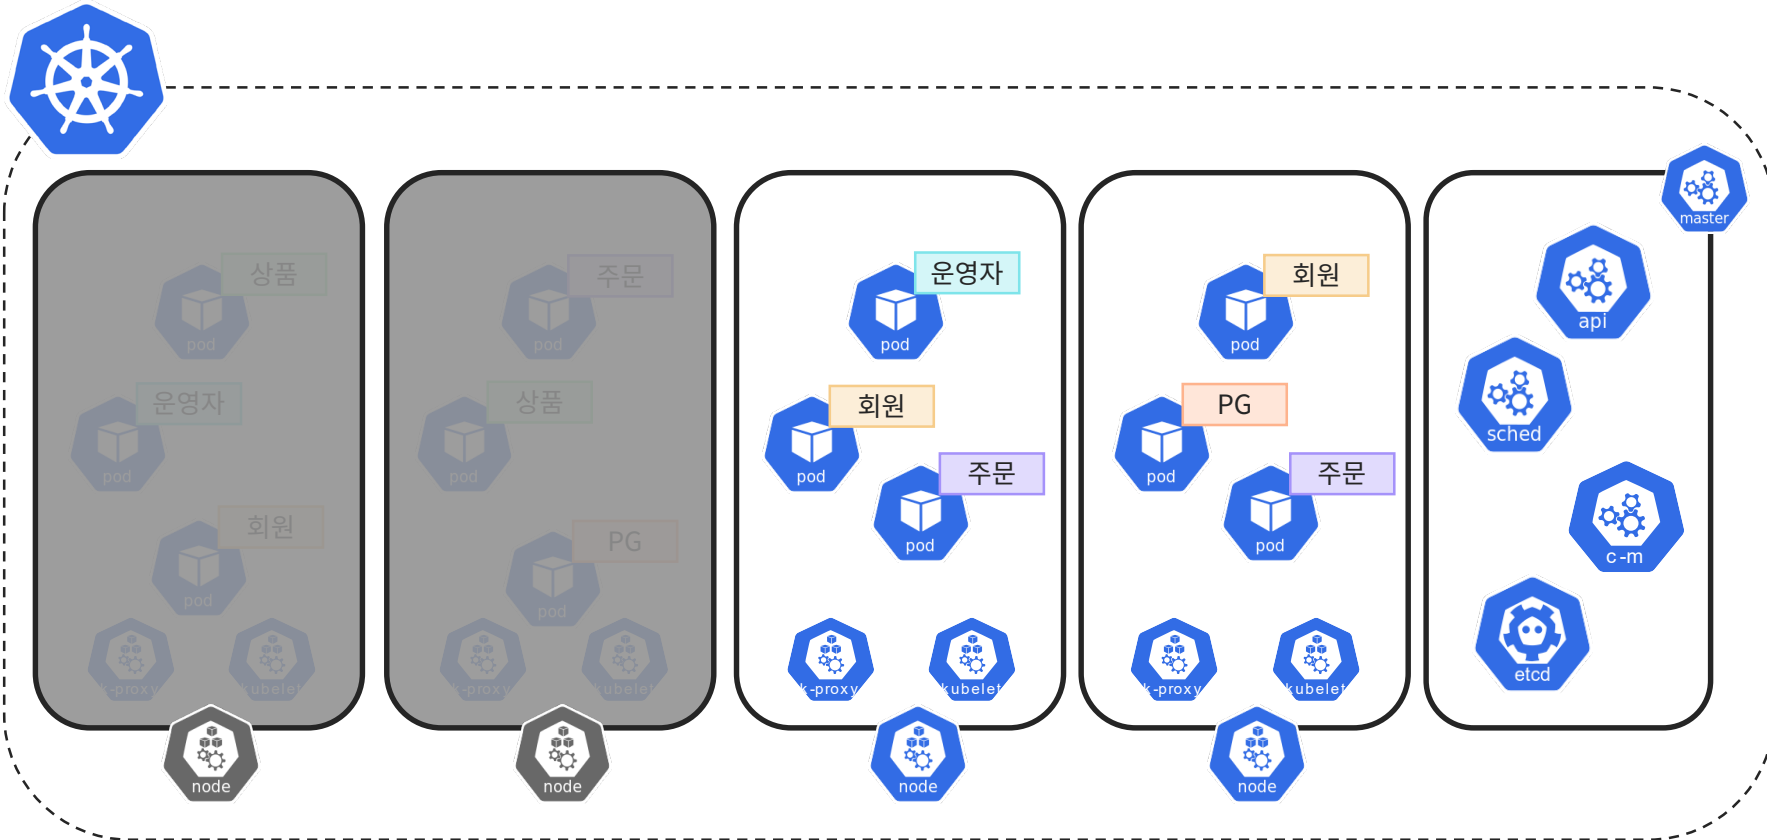 상품
pod
운영자
pod
회원
pod
k-proxy
kubelet
node
주문
pod
상품
pod
PG
pod
k-proxy
kubelet
node
운영자
pod
회원
pod
주문
pod
k-proxy
kubelet
node
회원
pod
PG
pod
주문
pod
k-proxy
kubelet
node
master
api
sched
c-m
etcd